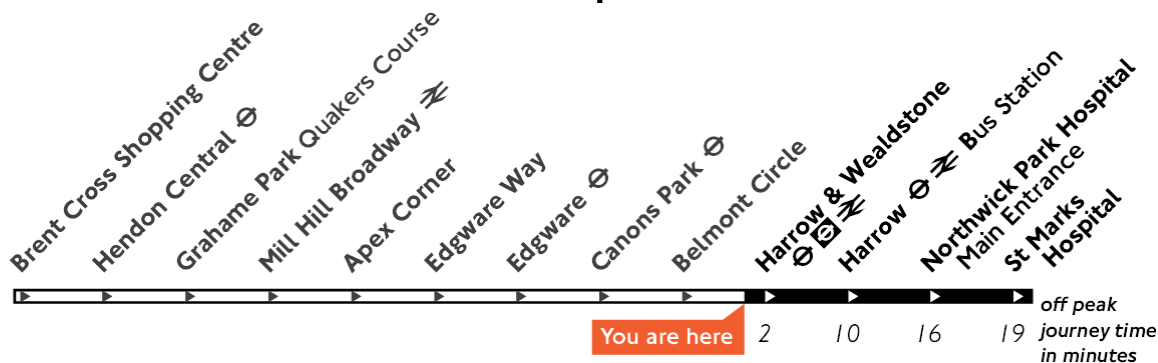 Brent Cross Shopping Centre
Hendon Central
Grahame Park Quakers Course
Mill Hill Broadway
Apex Corner
Edgware Way
Edgware
Canons Park
Belmont Circle
Harrow & Wealdstone
Harrow Bus Station
Northwick Park Hospital
Main Entrance
St Marks
Hospital
You are here
2 10 16 19
off peak
journey time
in minutes